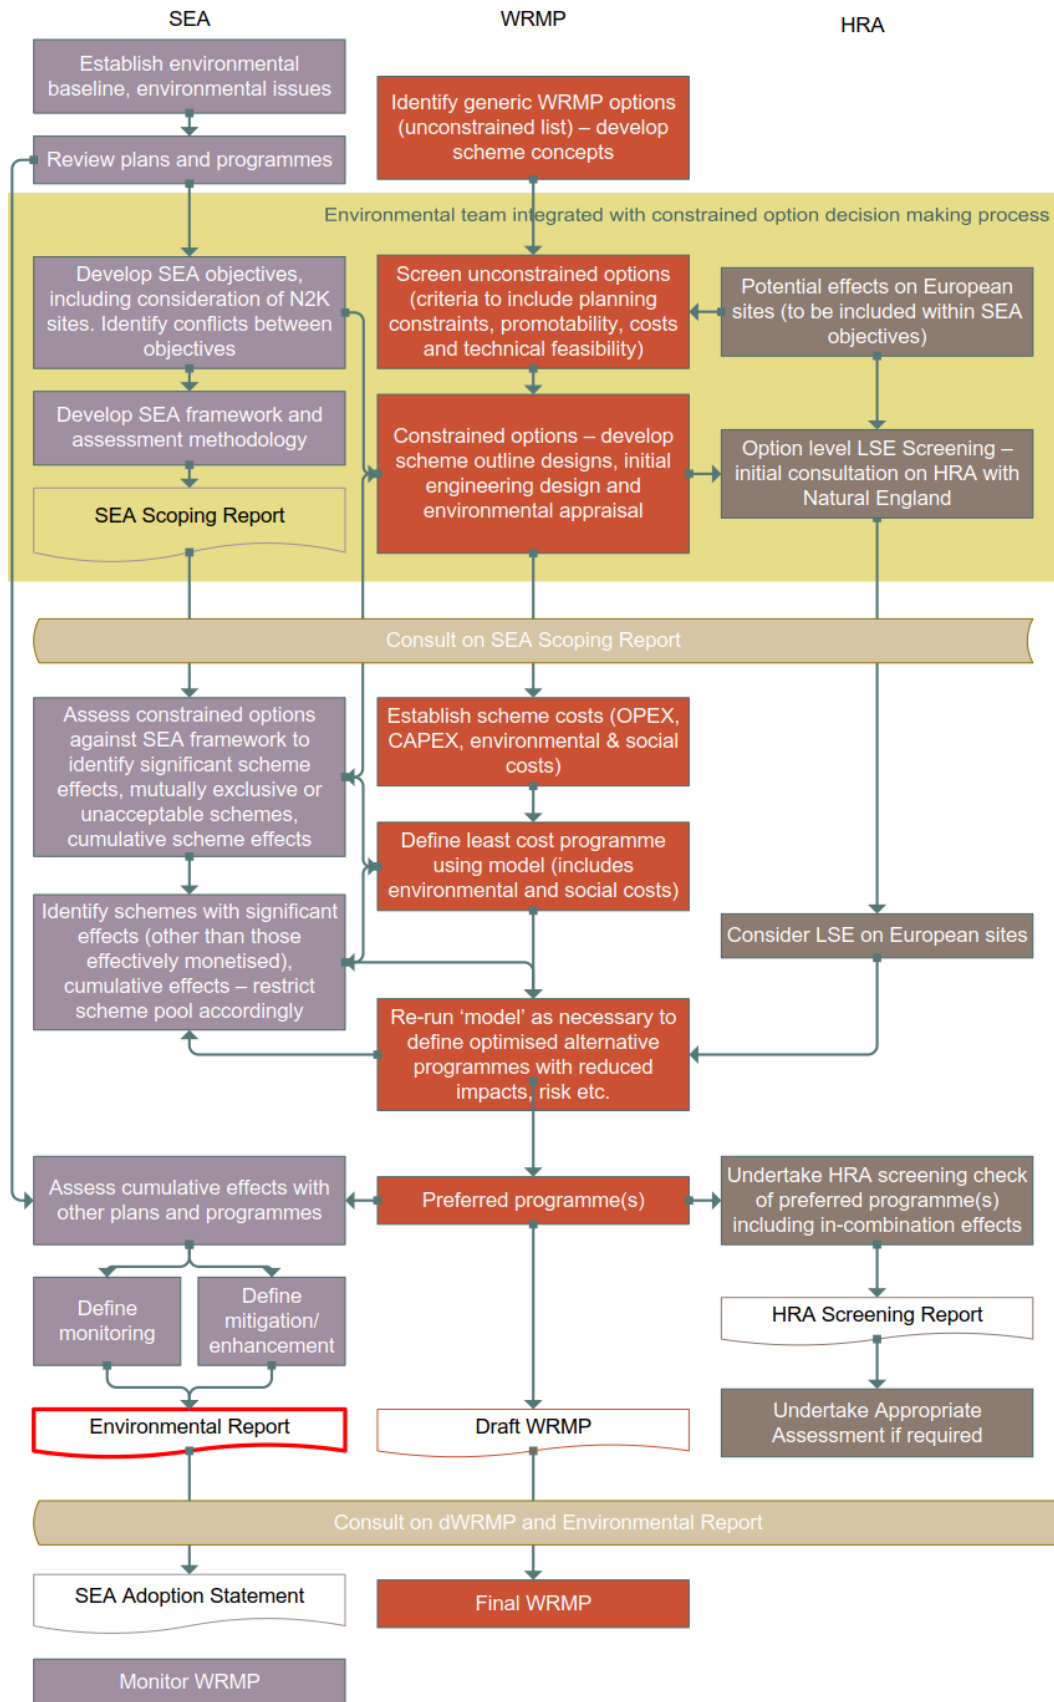 SEA
WRMP
HRA
Establish environmental
baseline, environmental issues
Identify generic WRMP options
(unconstrained list) – develop
scheme concepts
Review plans and programmes
Environmental team integrated with constrained option decision making process
Develop SEA objectives,
including consideration of N2K
sites. Identify conflicts between
objectives
Screen unconstrained options
(criteria to include planning
constraints, promotability, costs
and technical feasibility)
Potential effects on European
sites (to be included within SEA
objectives)
Develop SEA framework and
assessment methodology
Constrained options – develop
scheme outline designs, initial
engineering design and
environmental appraisal
Option level LSE Screening –
initial consultation on HRA with
Natural England
SEA Scoping Report
Consult on SEA Scoping Report
Assess constrained options
against SEA framework to
identify significant scheme
effects, mutually exclusive or
unacceptable schemes,
cumulative scheme effects
Establish scheme costs (OPEX,
CAPEX, environmental & social
costs)
Define least cost programme
using model (includes
environmental and social costs)
Identify schemes with significant
effects (other than those
effectively monetised),
cumulative effects – restrict
scheme pool accordingly
Consider LSE on European sites
Re-run ‘model’ as necessary to
define optimised alternative
programmes with reduced
impacts, risk etc.
Assess cumulative effects with
other plans and programmes
Preferred programme(s)
Undertake HRA screening check
of preferred programme(s)
including in-combination effects
Define
monitoring
Define
mitigation/
enhancement
HRA Screening Report
Environmental Report
Draft WRMP
Undertake Appropriate
Assessment if required
Consult on dWRMP and Environmental Report
SEA Adoption Statement
Final WRMP
Monitor WRMP